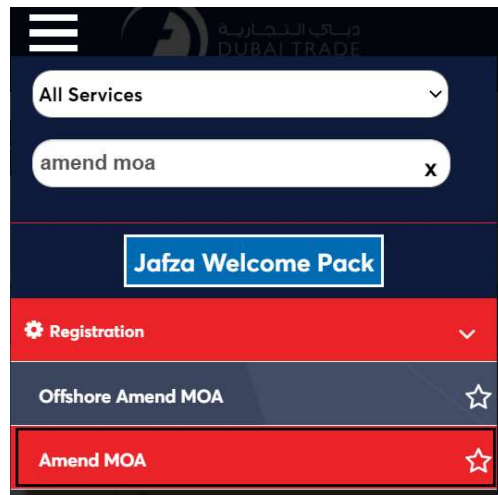 دبي التجارية
DUBAI TRADE
All Services
amend moa
x
Jafza Welcome Pack
Registration
Offshore Amend MOA
Amend MOA